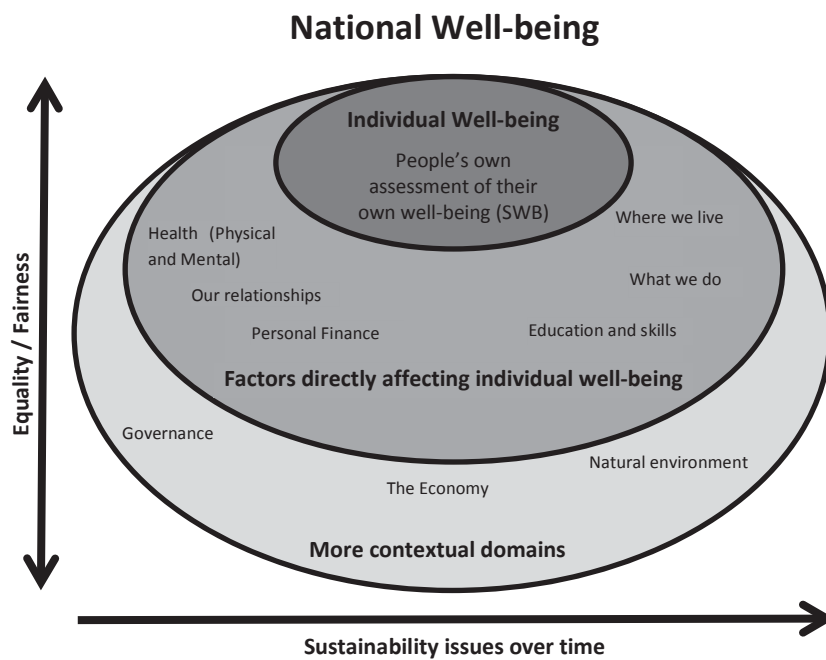 National Well-being
Individual Well-being
People’s own
assessment of their
own well-being (SWB)
Where we live
Health (Physical
and Mental)
What we do
Our relationships
Personal Finance
Education and skills
Factors directly affecting individual well-being
Governance
Natural environment
The Economy
More contextual domains
Equality / Fairness
Sustainability issues over time